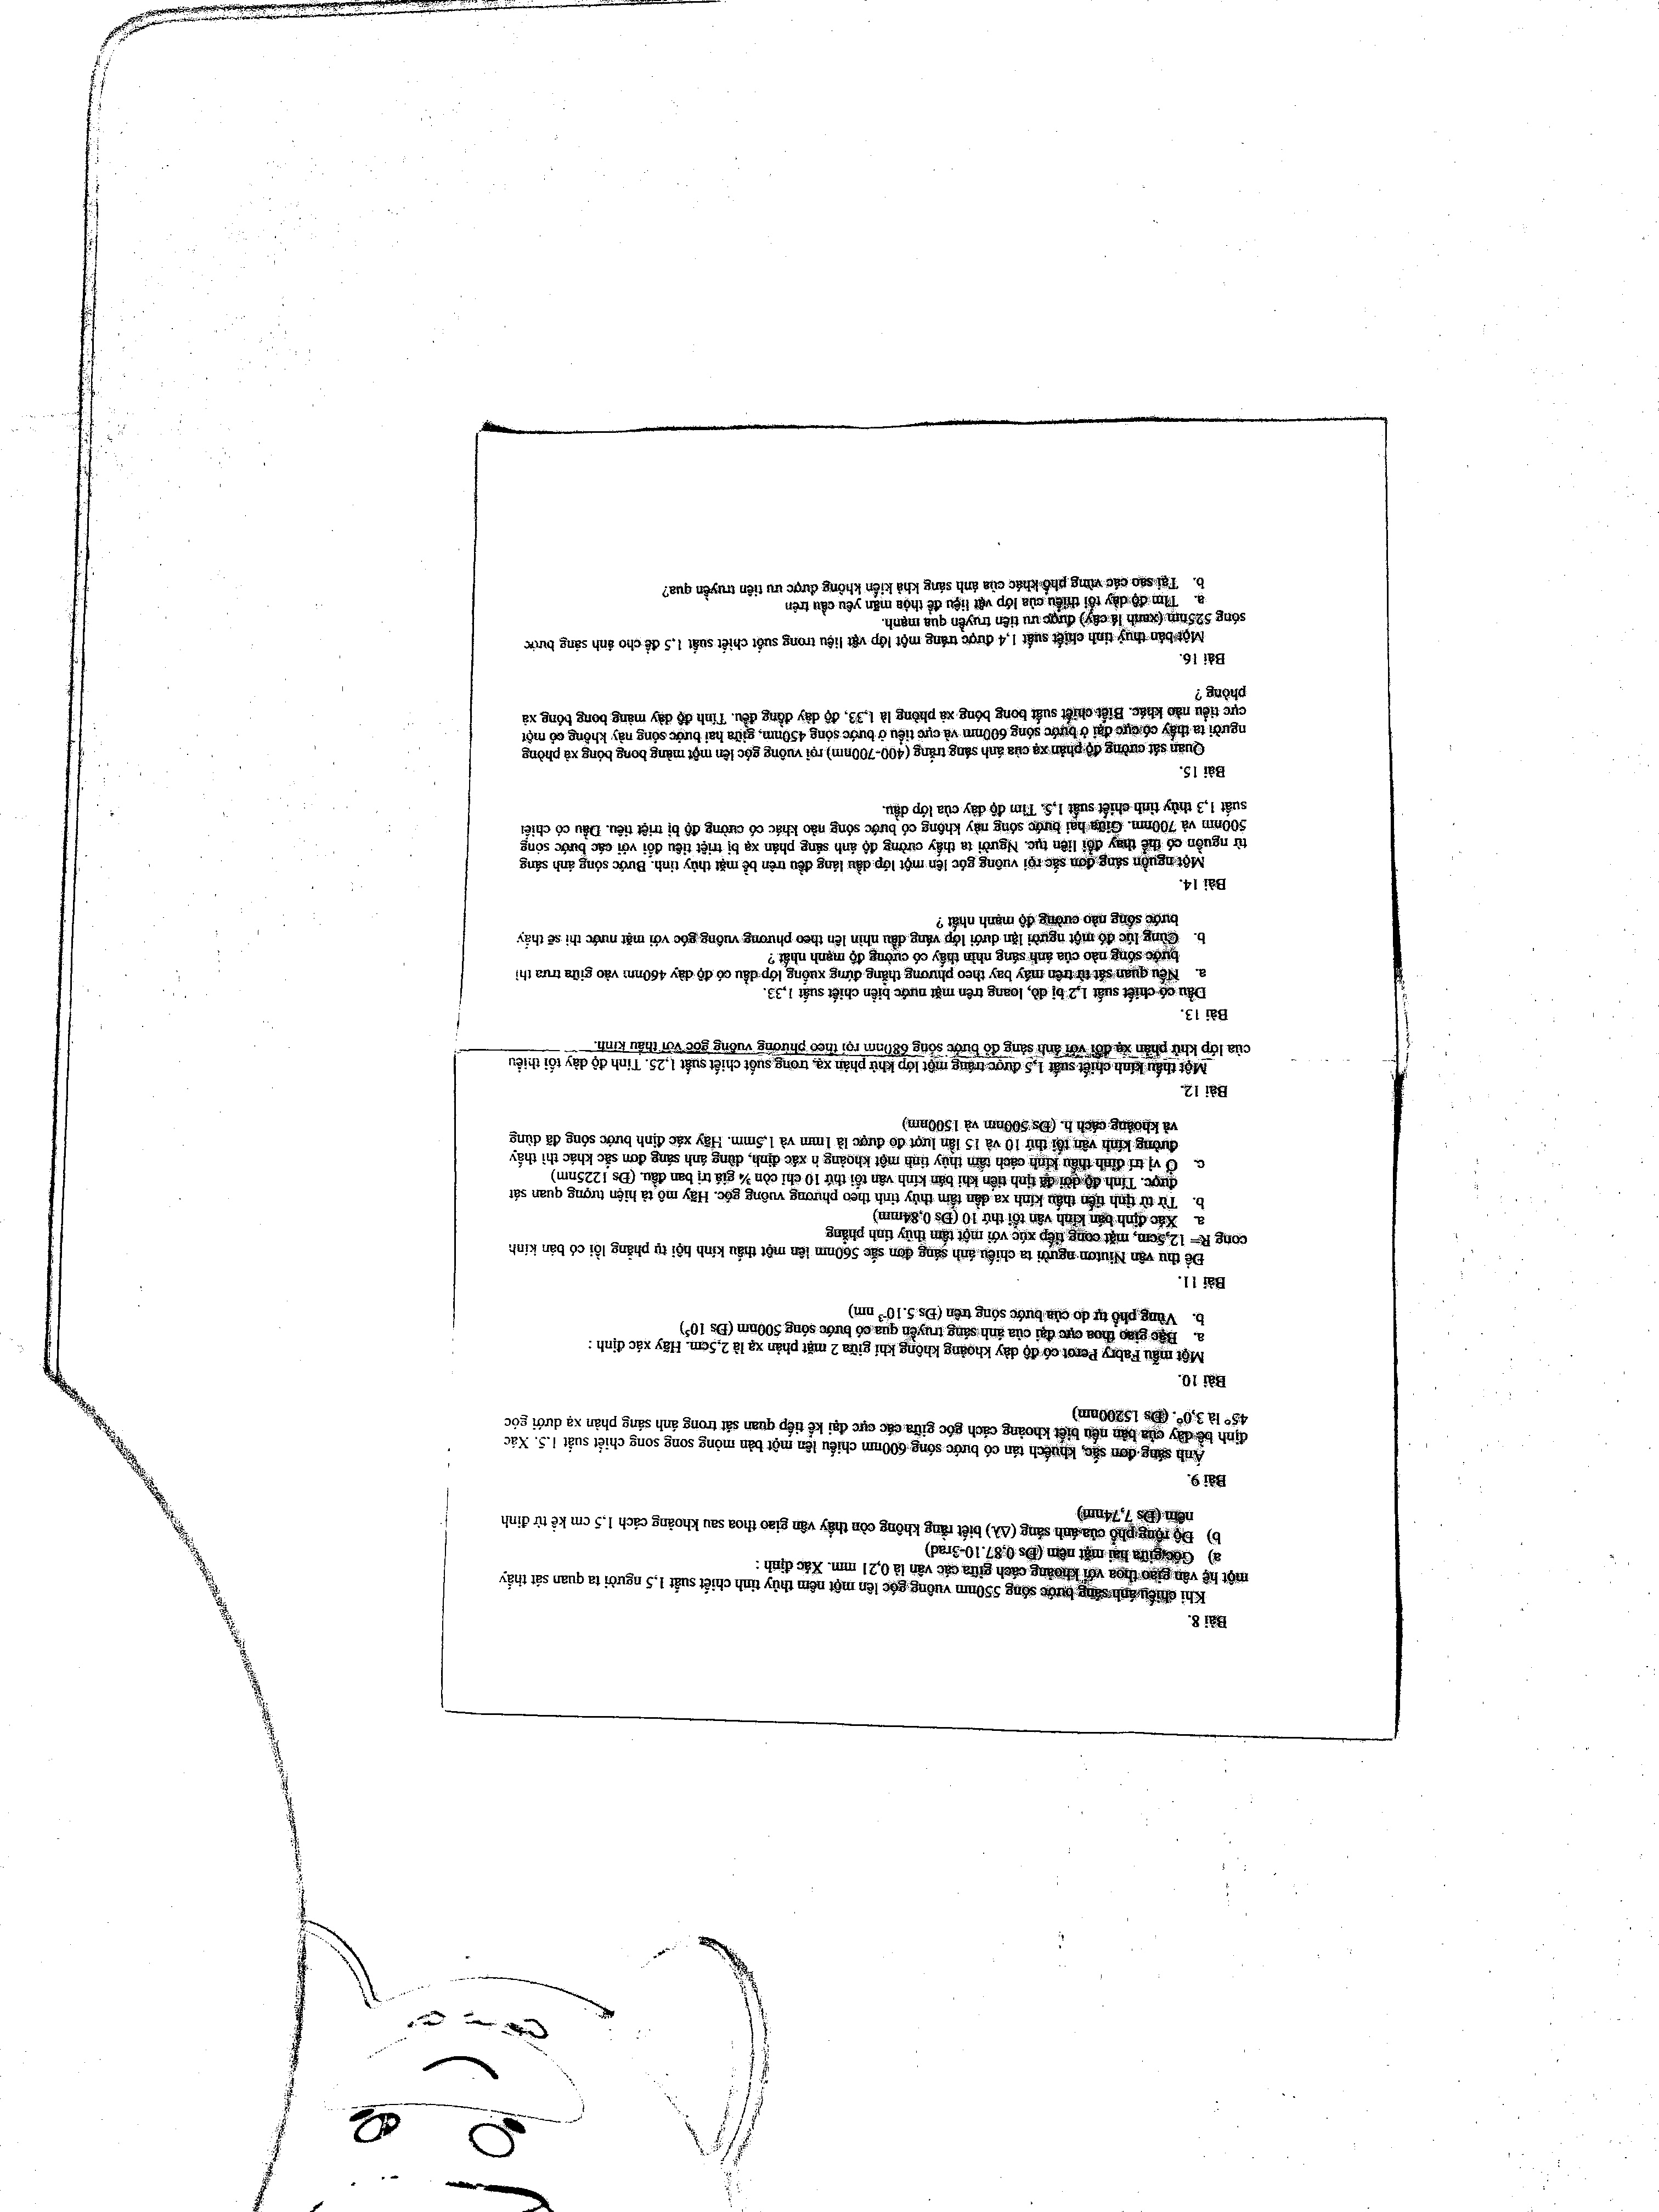 Bài 8.
Khi chiếu ánh sáng bước sóng 550nm vuông góc lên một nêm thủy tinh chiết suất 1,5 người ta quan sát thấy
một hệ vân giao thoa với khoảng cách giữa các vân là 0,21 mm. Xác định :
a) Góc giữa hai mặt nêm (Đs 0,87.10-3rad)
b) Độ rộng phổ của ánh sáng (Δλ) biết rằng không còn thấy vân giao thoa sau khoảng cách 1,5 cm kể từ đỉnh
nêm (Đs 7,74nm)
Bài 9.
Ánh sáng đơn sắc, khuếch tán có bước sóng 600nm chiếu lên một bản mỏng song song chiết suất 1.5. Xác
định bề dày của bản nếu biết khoảng cách góc giữa các cực đại kế tiếp quan sát trong ánh sáng phản xạ dưới góc
45° là 3,0°. (Đs 15200nm)
Bài 10.
Một mẫu Fabry Perot có độ dày khoảng không khí giữa 2 mặt phản xạ là 2,5cm. Hãy xác định :
a. Bậc giao thoa cực đại của ánh sáng truyền qua có bước sóng 500nm (Đs 10⁵)
b. Vùng phổ tự do của bước sóng trên (Đs 5.10⁻³ nm)
Bài 11.
Để thu vân Niuton người ta chiếu ánh sáng đơn sắc 560nm lên một thấu kính hội tụ phẳng lồi có bán kính
cong R= 12,5cm, mặt cong tiếp xúc với một tấm thủy tinh phẳng
a. Xác định bán kính vân tối thứ 10 (Đs 0,84mm)
b. Từ từ tịnh tiến thấu kính xa dần tấm thủy tinh theo phương vuông góc. Hãy mô tả hiện tượng quan sát
được. Tính độ dời đã tịnh tiến khi bán kính vân tối thứ 10 chỉ còn ¾ giá trị ban đầu. (Đs 1225nm)
c. Ở vị trí đỉnh thấu kính cách tấm thủy tinh một khoảng h xác định, dùng ánh sáng đơn sắc khác thì thấy
đường kính vân tối thứ 10 và 15 lần lượt đo được là 1mm và 1,5mm. Hãy xác định bước sóng đã dùng
và khoảng cách h. (Đs 500nm và 1500nm)
Bài 12.
Một thấu kính chiết suất 1,5 được tráng một lớp khử phản xạ, trong suốt chiết suất 1,25. Tính độ dày tối thiểu
của lớp khử phản xạ đối với ánh sáng đỏ bước sóng 680nm rọi theo phương vuông góc với thấu kính.
Bài 13.
Dầu có chiết suất 1,2 bị đổ, loang trên mặt nước biển chiết suất 1,33.
a. Nếu quan sát từ trên máy bay theo phương thẳng đứng xuống lớp dầu có độ dày 460nm vào giữa trưa thì
bước sóng nào của ánh sáng nhìn thấy có cường độ mạnh nhất ?
b. Cùng lúc đó một người lặn dưới lớp váng dầu nhìn lên theo phương vuông góc với mặt nước thì sẽ thấy
bước sóng nào cường độ mạnh nhất ?
Bài 14.
Một nguồn sáng đơn sắc rọi vuông góc lên một lớp dầu láng đều trên bề mặt thủy tinh. Bước sóng ánh sáng
từ nguồn có thể thay đổi liên tục. Người ta thấy cường độ ánh sáng phản xạ bị triệt tiêu đối với các bước sóng
500nm và 700nm. Giữa hai bước sóng này không có bước sóng nào khác có cường độ bị triệt tiêu. Dầu có chiết
suất 1,3 thủy tinh chiết suất 1,5. Tìm độ dày của lớp dầu.
Bài 15.
Quan sát cường độ phản xạ của ánh sáng trắng (400-700nm) rọi vuông góc lên một màng bong bóng xà phòng
người ta thấy có cực đại ở bước sóng 600nm và cực tiểu ở bước sóng 450nm, giữa hai bước sóng này không có một
cực tiểu nào khác. Biết chiết suất bong bóng xà phòng là 1,33, độ dày đồng đều. Tính độ dày màng bong bóng xà
phòng ?
Bài 16.
Một bản thuỷ tinh chiết suất 1,4 được tráng một lớp vật liệu trong suốt chiết suất 1,5 để cho ánh sáng bước
sóng 525nm (xanh lá cây) được ưu tiên truyền qua mạnh.
a. Tìm độ dày tối thiểu của lớp vật liệu để thỏa mãn yêu cầu trên
b. Tại sao các vùng phổ khác của ánh sáng khả kiến không được ưu tiên truyền qua?